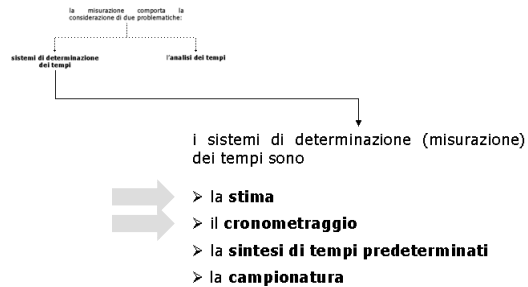 la misurazione comporta la
considerazione di due problematiche:
sistemi di determinazione
dei tempi
l'analisi dei tempi
i sistemi di determinazione (misurazione)
dei tempi sono
➢ la stima
➢ il cronometraggio
➢ la sintesi di tempi predeterminati
➢ la campionatura